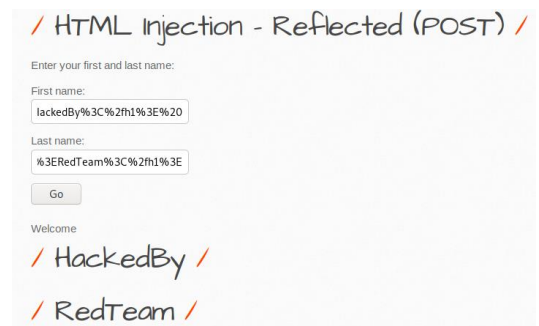 / HTML Injection - Reflected (POST) /
Enter your first and last name:
First name:
lackedBy%3C%2fh1%3E%20
Last name:
%3ERedTeam%3C%2fh1%3E
Go
Welcome
/ HackedBy /
/ RedTeam /